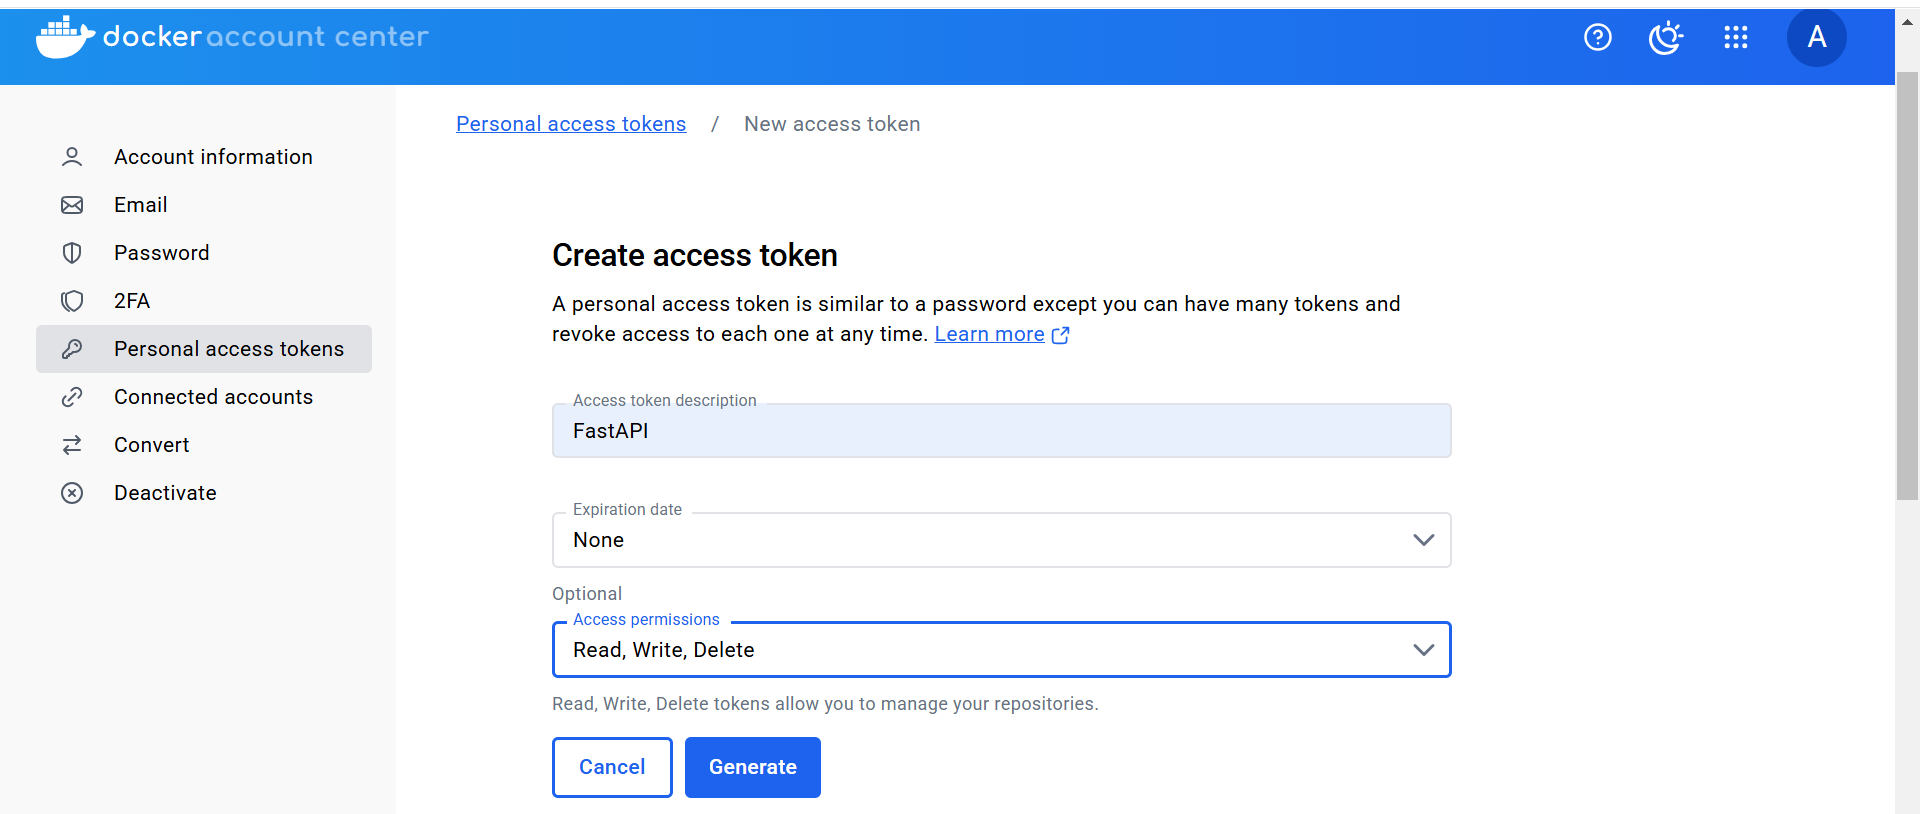 docker account center
A
Personal access tokens / New access token
Account information
Email
Password
2FA
Personal access tokens
Connected accounts
Convert
Deactivate
Create access token
A personal access token is similar to a password except you can have many tokens and
revoke access to each one at any time. Learn more
Access token description
FastAPI
Expiration date
None
Optional
Access permissions
Read, Write, Delete
Read, Write, Delete tokens allow you to manage your repositories.
Cancel Generate